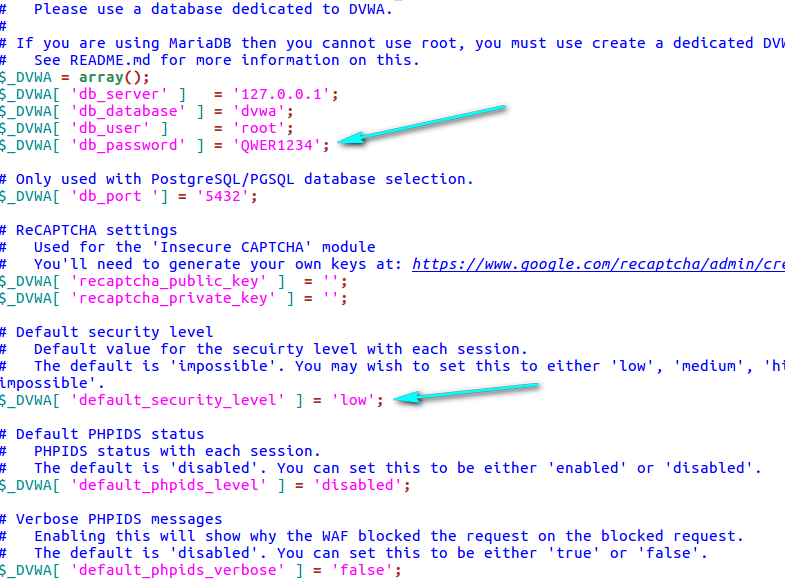 #   Please use a database dedicated to DVWA.
#
# If you are using MariaDB then you cannot use root, you must use create a dedicated
#   See README.md for more information on this.
$_DVWA = array();
$_DVWA[ 'db_server' ]   = '127.0.0.1';
$_DVWA[ 'db_database' ] = 'dvwa';
$_DVWA[ 'db_user' ]     = 'root';
$_DVWA[ 'db_password' ] = 'QWER1234';
# Only used with PostgreSQL/PGSQL database selection.
$_DVWA[ 'db_port '] = '5432';
# ReCAPTCHA settings
#   Used for the 'Insecure CAPTCHA' module
#   You'll need to generate your own keys at: https://www.google.com/recaptcha/admin/cre
$_DVWA[ 'recaptcha_public_key' ]  = '';
$_DVWA[ 'recaptcha_private_key' ] = '';
# Default security level
#   Default value for the secuirty level with each session.
#   The default is 'impossible'. You may wish to set this to either 'low', 'medium', 'hi
impossible'.
$_DVWA[ 'default_security_level' ] = 'low';
# Default PHPIDS status
#   PHPIDS status with each session.
#   The default is 'disabled'. You can set this to be either 'enabled' or 'disabled'.
$_DVWA[ 'default_phpids_level' ] = 'disabled';
# Verbose PHPIDS messages
#   Enabling this will show why the WAF blocked the request on the blocked request.
#   The default is 'disabled'. You can set this to be either 'true' or 'false'.
$_DVWA[ 'default_phpids_verbose' ] = 'false';